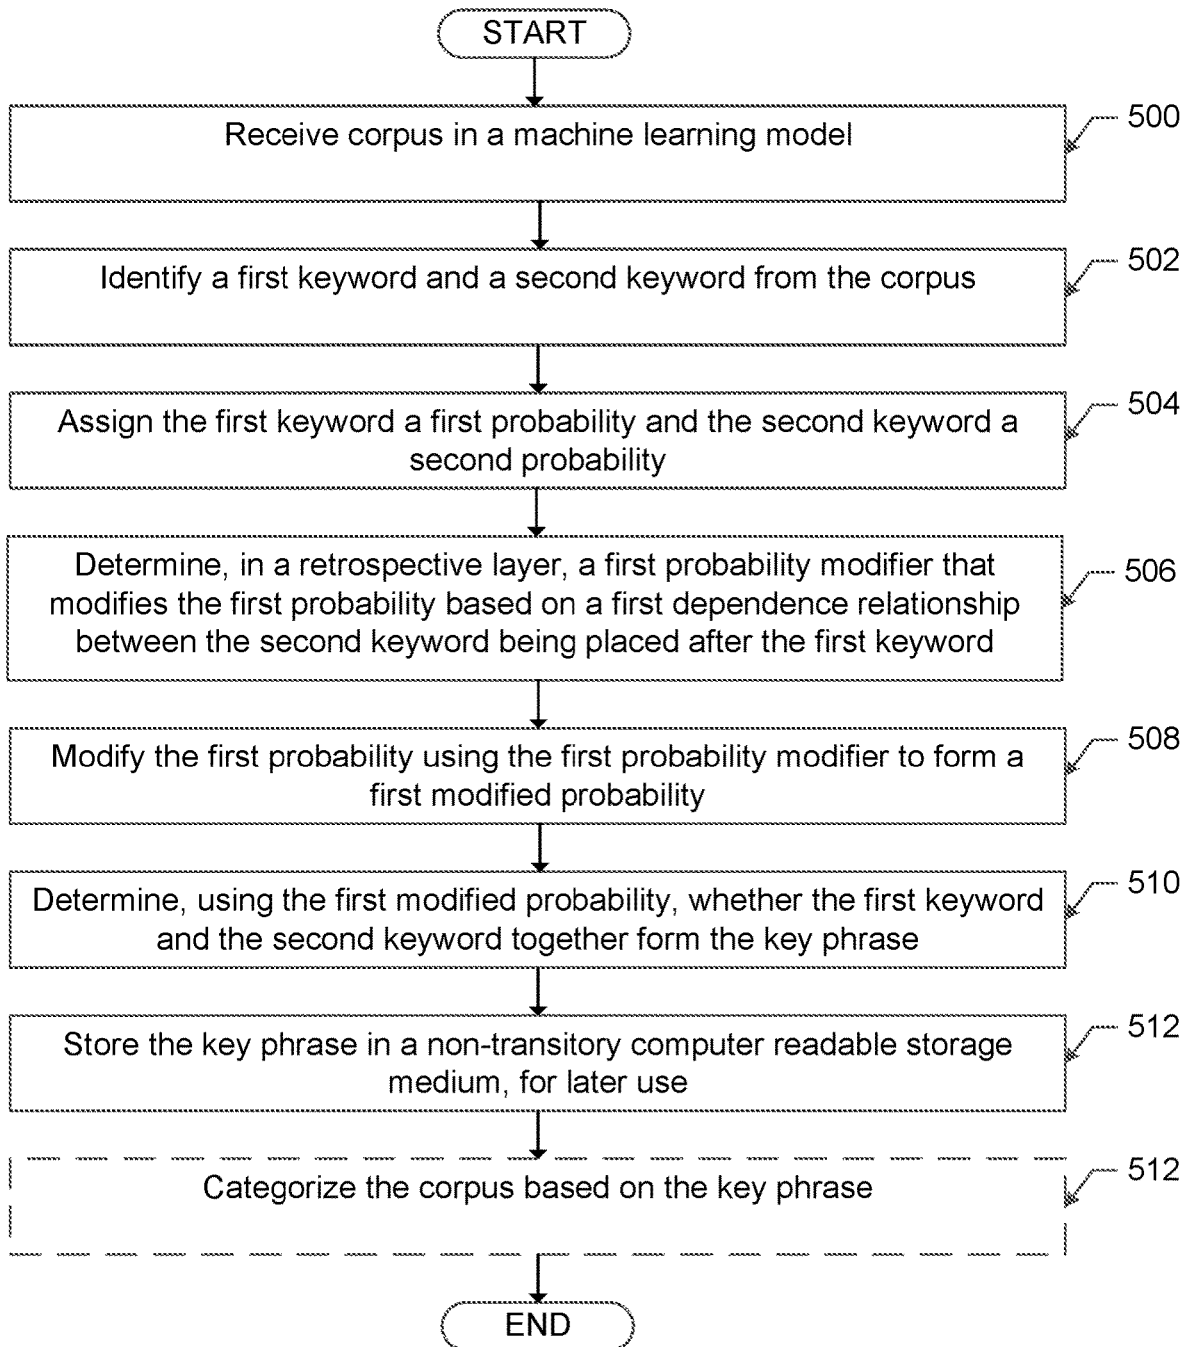 START
Receive corpus in a machine learning model
500
Identify a first keyword and a second keyword from the corpus
502
Assign the first keyword a first probability and the second keyword a
second probability
504
Determine, in a retrospective layer, a first probability modifier that
modifies the first probability based on a first dependence relationship
between the second keyword being placed after the first keyword
506
Modify the first probability using the first probability modifier to form a
first modified probability
508
Determine, using the first modified probability, whether the first keyword
and the second keyword together form the key phrase
510
Store the key phrase in a non-transitory computer readable storage
medium, for later use
512
Categorize the corpus based on the key phrase
512
END